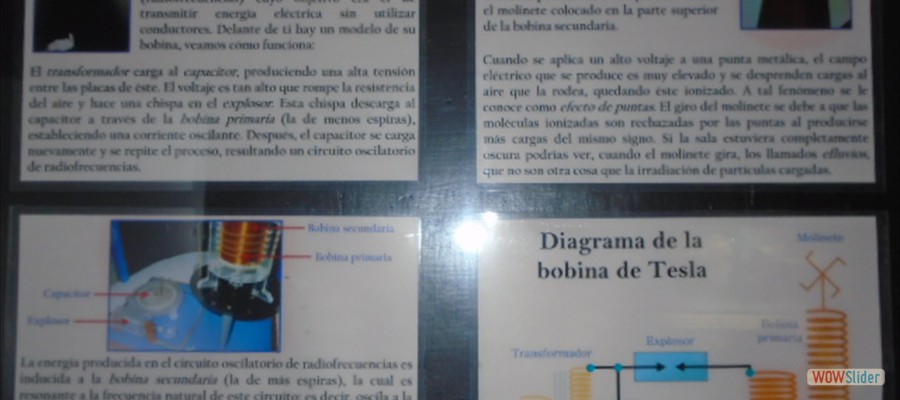 (radiofrecuencias) cuyo objetivo era el de
transmitir energía eléctrica sin utilizar
conductores. Delante de ti hay un modelo de su
bobina, veamos cómo funciona:
El transformador carga al capacitor, produciendo una alta tensión
entre las placas de éste. El voltaje es tan alto que rompe la resistencia
del aire y hace una chispa en el explosor. Esta chispa descarga al
capacitor a través de la bobina primaria (la de menos espiras),
estableciendo una corriente oscilante. Después, el capacitor se carga
nuevamente y se repite el proceso, resultando un circuito oscilatorio
de radiofrecuencias.
el molinete colocado en la parte superior
de la bobina secundaria.
Cuando se aplica un alto voltaje a una punta metálica, el campo
eléctrico que se produce es muy elevado y se desprenden cargas al
aire que la rodea, quedando éste ionizado. A tal fenómeno se le
conoce como efecto de puntas. El giro del molinete se debe a que las
moléculas ionizadas son rechazadas por las puntas al producirse
más cargas del mismo signo. Si la sala estuviera completamente
oscura podrías ver, cuando el molinete gira, los llamados efluvios,
que no son otra cosa que la irradiación de partículas cargadas.
Bobina secundaria
Bobina primaria
Capacitor
Explosor
La energía producida en el circuito oscilatorio de radiofrecuencias es
inducida a la bobina secundaria (la de más espiras), la cual es
resonante a la frecuencia natural de este circuito; es decir, oscila a la
Diagrama de la
bobina de Tesla
Molinete
Bobina
primaria
Explosor
Transformador
WOWSlider